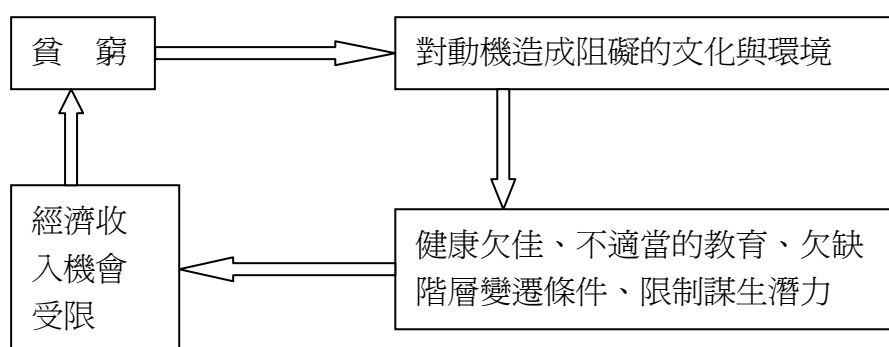 貧　窮
對動機造成阻礙的文化與環境
經濟收
入機會
受限
健康欠佳、不適當的教育、欠缺
階層變遷條件、限制謀生潛力